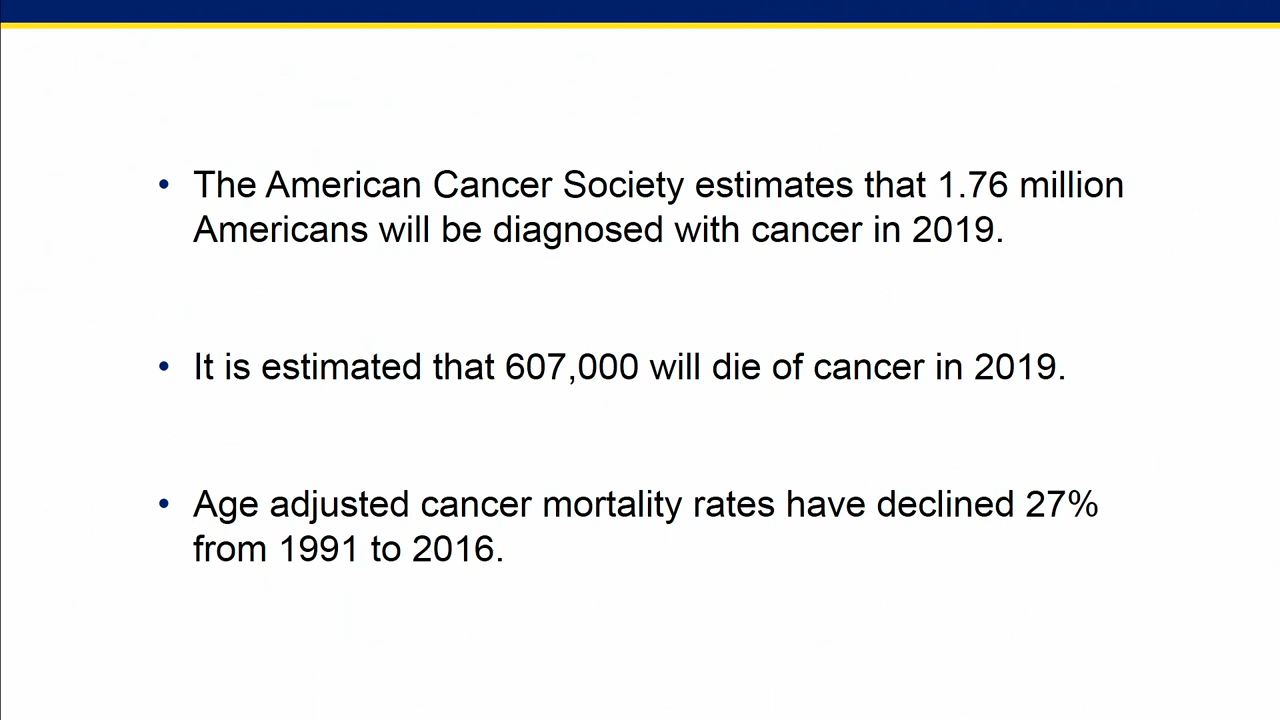 • The American Cancer Society estimates that 1.76 million
Americans will be diagnosed with cancer in 2019.
• It is estimated that 607,000 will die of cancer in 2019.
• Age adjusted cancer mortality rates have declined 27%
from 1991 to 2016.